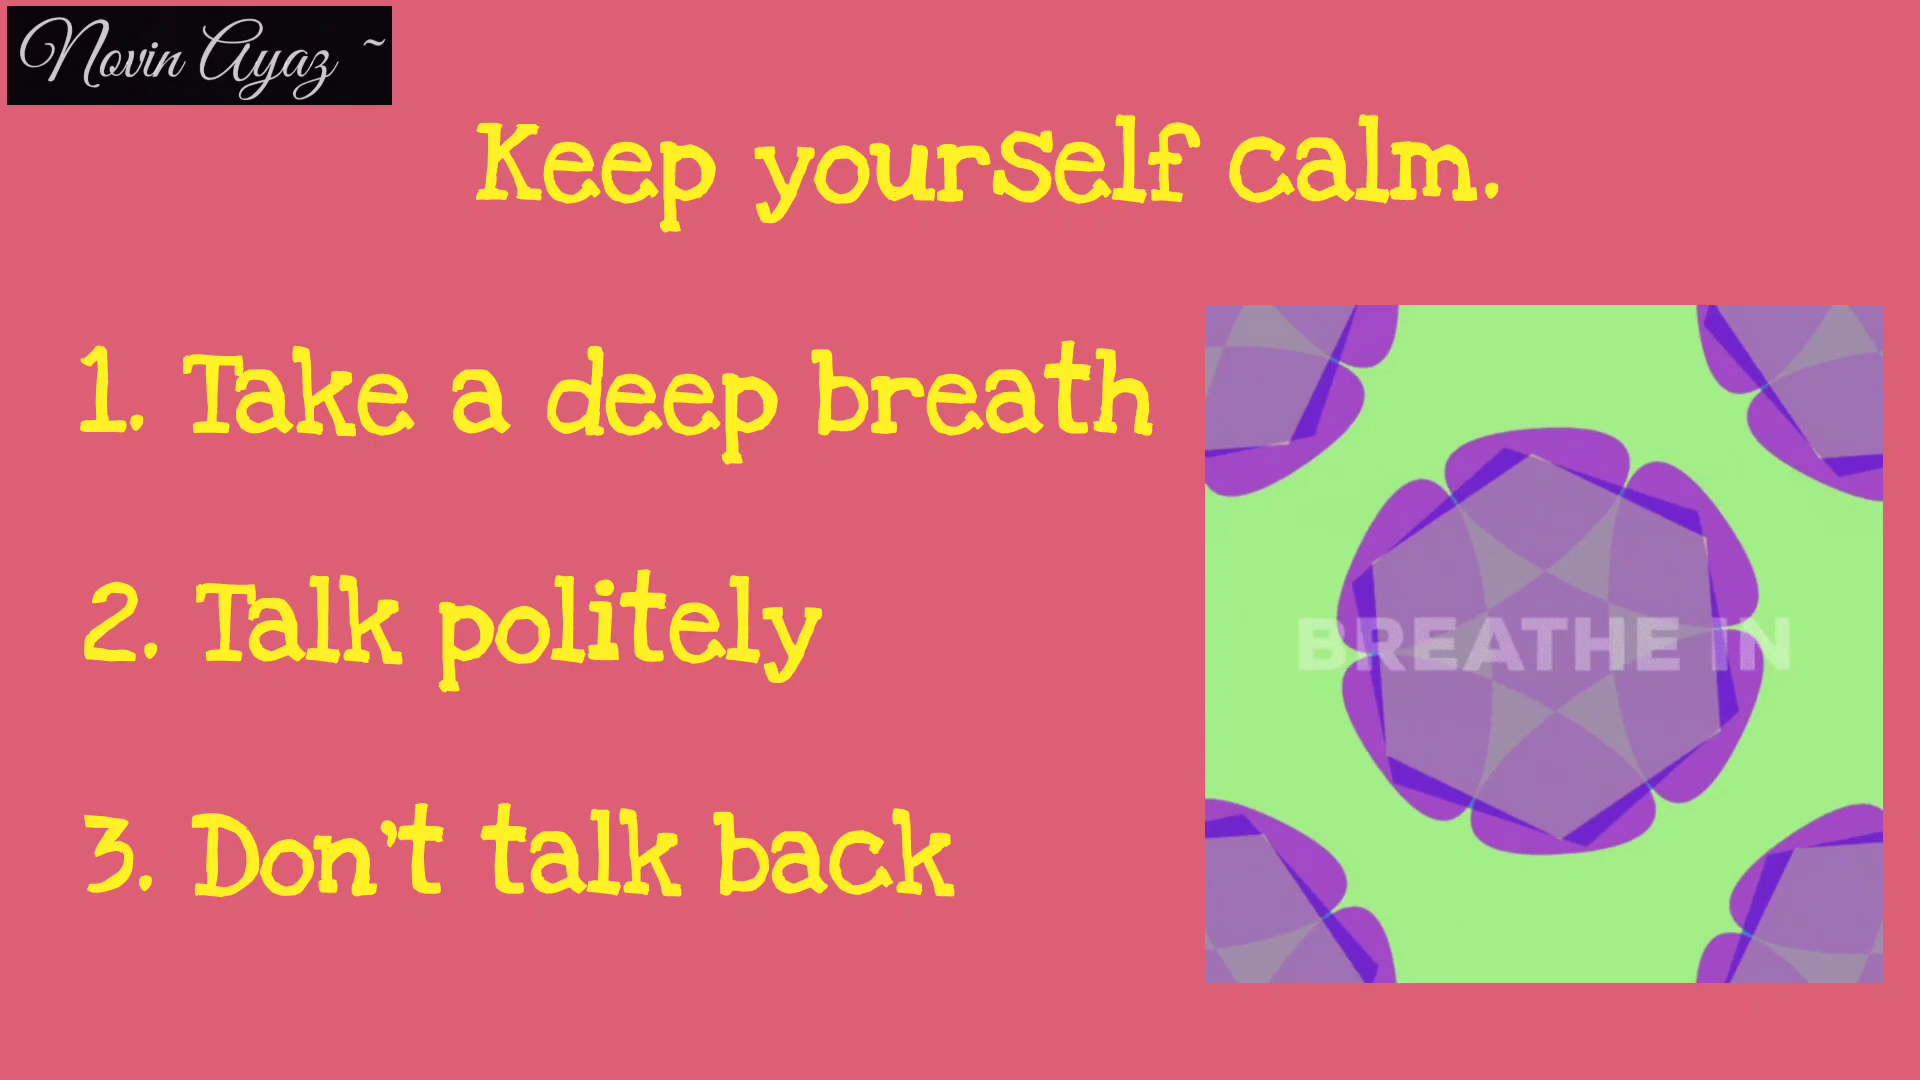 Novin Ayaz ~
Keep yourself calm.
1. Take a deep breath
2. Talk politely
BREATHE IN
3. Don't talk back